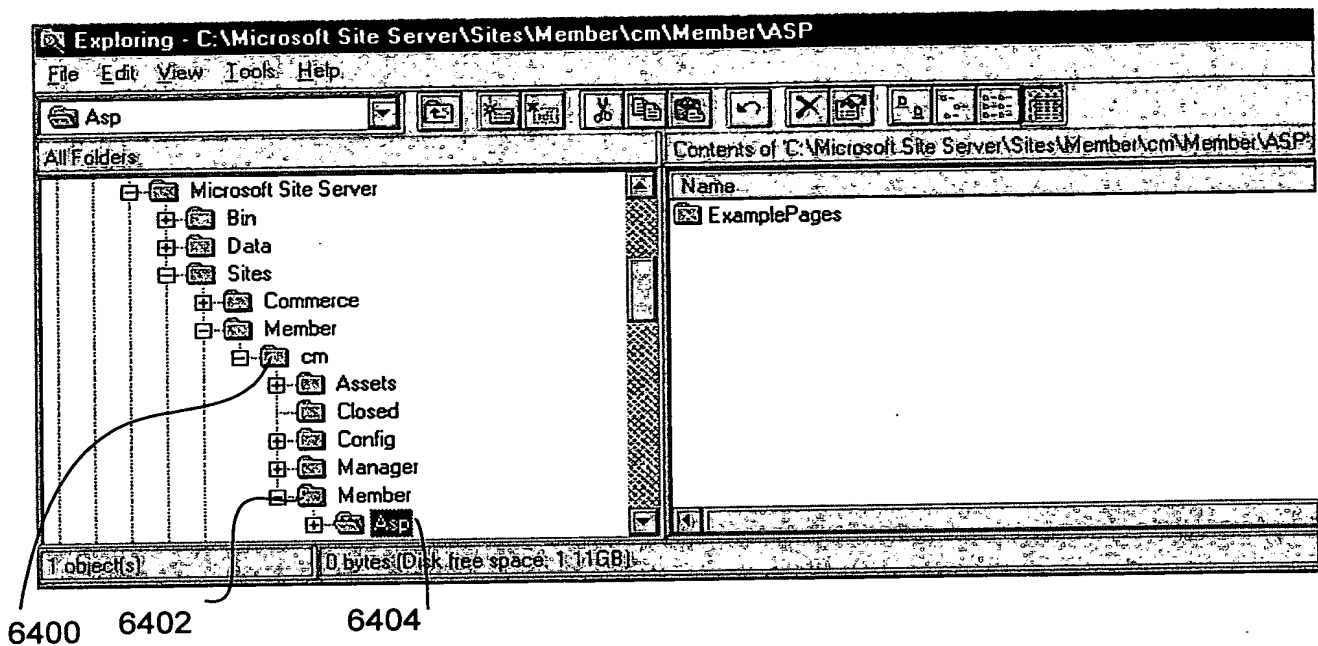 Exploring - C:\Microsoft Site Server\Sites\Member\cm\Member\ASP
File Edit View Tools Help
Asp
All Folders
Contents of 'C:\Microsoft Site Server\Sites\Member\cm\Member\ASP'
Microsoft Site Server
Name
Bin
ExamplePages
Data
Sites
Commerce
Member
cm
Assets
Closed
Config
Manager
Member
Asp
1 object(s)
0 bytes (Disk free space: 1.11GB)
6400 6402 6404